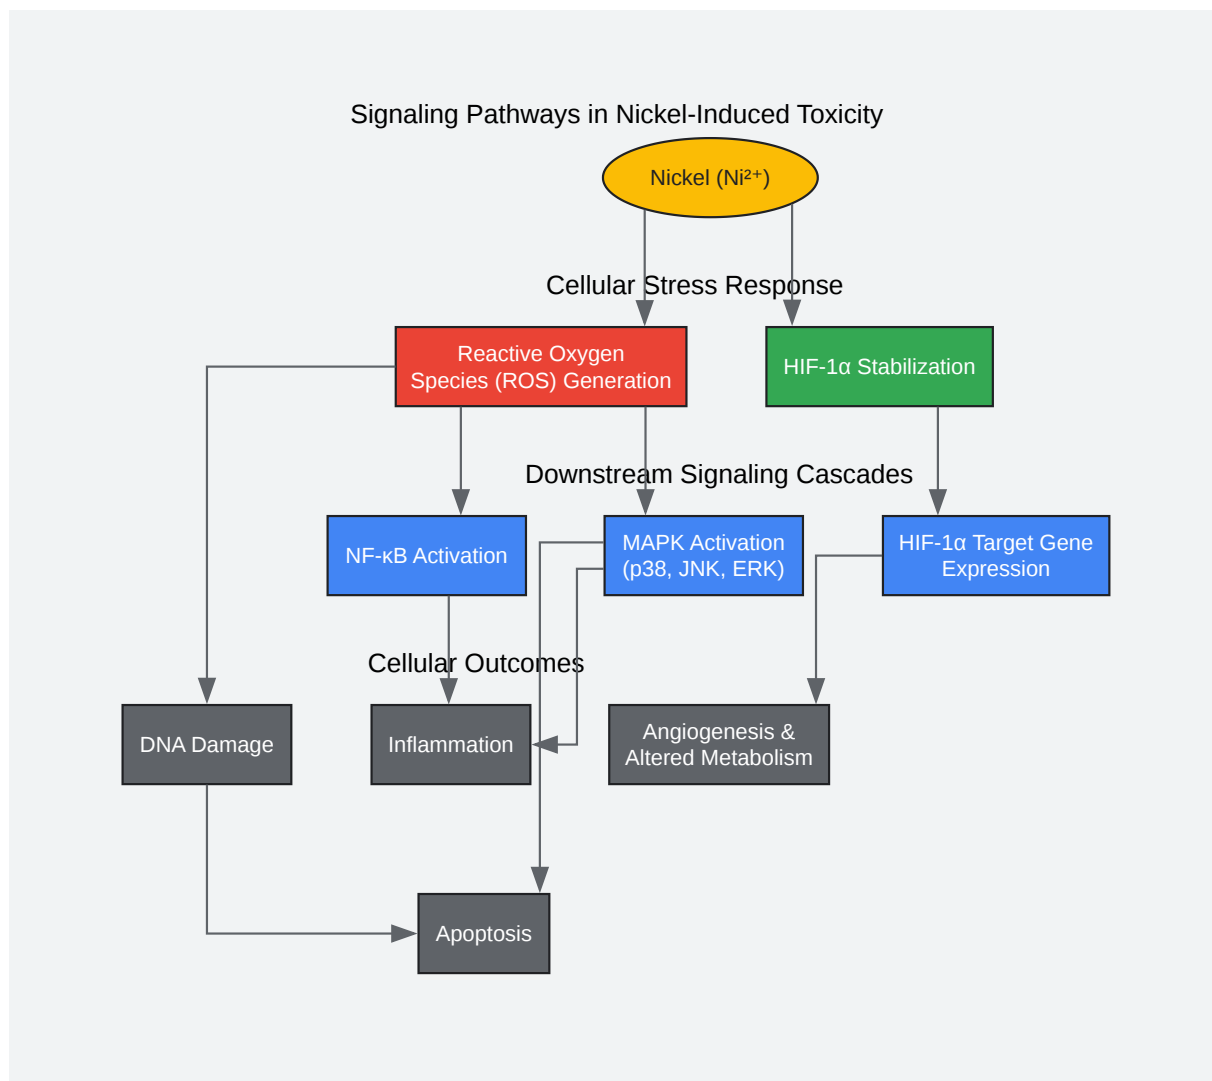 Signaling Pathways in Nickel-Induced Toxicity
Nickel (Ni²⁺)
Cellular Stress Response
Reactive Oxygen
Species (ROS) Generation
HIF-1α Stabilization
Downstream Signaling Cascades
NF-κB Activation
MAPK Activation
(p38, JNK, ERK)
HIF-1α Target Gene
Expression
Cellular Outcomes
DNA Damage
Inflammation
Angiogenesis &
Altered Metabolism
Apoptosis